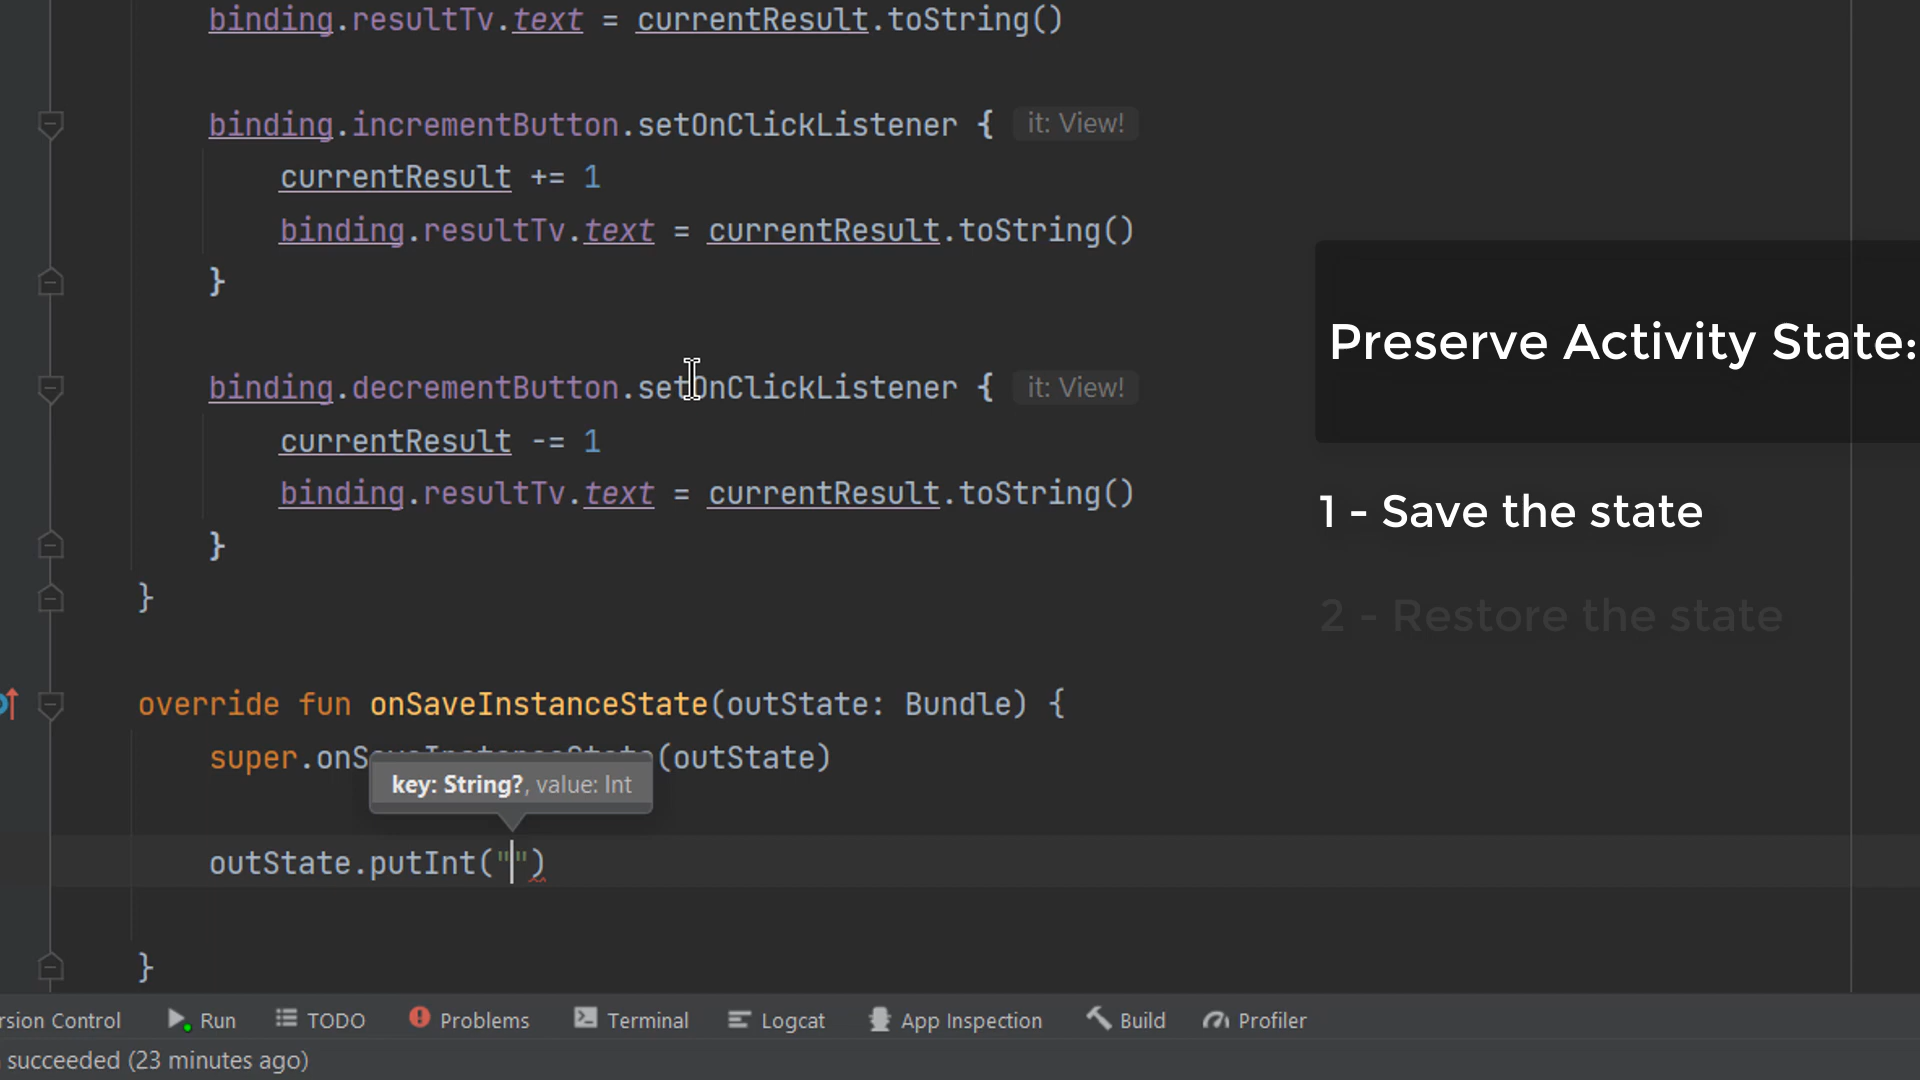 binding.resultTv.text = currentResult.toString()
binding.incrementButton.setOnClickListener { it: View!
currentResult += 1
binding.resultTv.text = currentResult.toString()
}
binding.decrementButton.setOnClickListener { it: View!
currentResult -= 1
binding.resultTv.text = currentResult.toString()
}
}
Preserve Activity State:
1 - Save the state
2 - Restore the state
override fun onSaveInstanceState(outState: Bundle) {
super.onSaveInstanceState(outState)
key: String?, value: Int
outState.putInt("")
}
rsion Control Run TODO Problems Terminal Logcat App Inspection Build Profiler
succeeded (23 minutes ago)